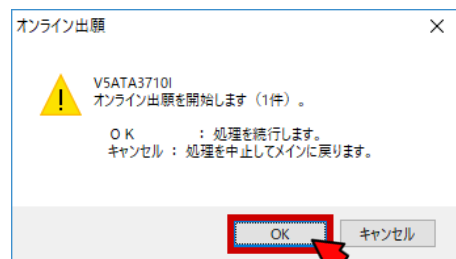 オンライン出願
V5ATA3710I
オンライン出願を開始します（1件）。
ＯＫ　　　　： 処理を続行します。
キャンセル： 処理を中止してメインに戻ります。
OK
キャンセル